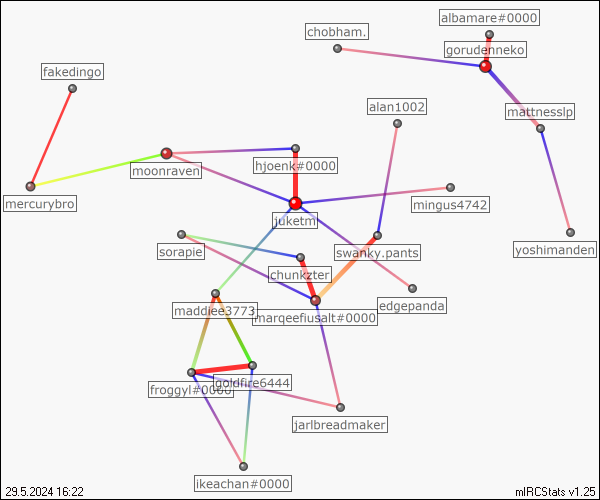 albamare#0000
chobham.
gorudenneko
fakedingo
alan1002
mattnesslp
hjoenk#0000
moonraven
mercurybro
mingus4742
juketm
sorapie
swanky.pants
yoshimanden
chunkzter
edgepanda
maddiee3773
marqeefiusalt#0000
goldfire6444
froggyl#0000
jarlbreadmaker
ikeachan#0000
29.5.2024 16:22
mIRCStats v1.25